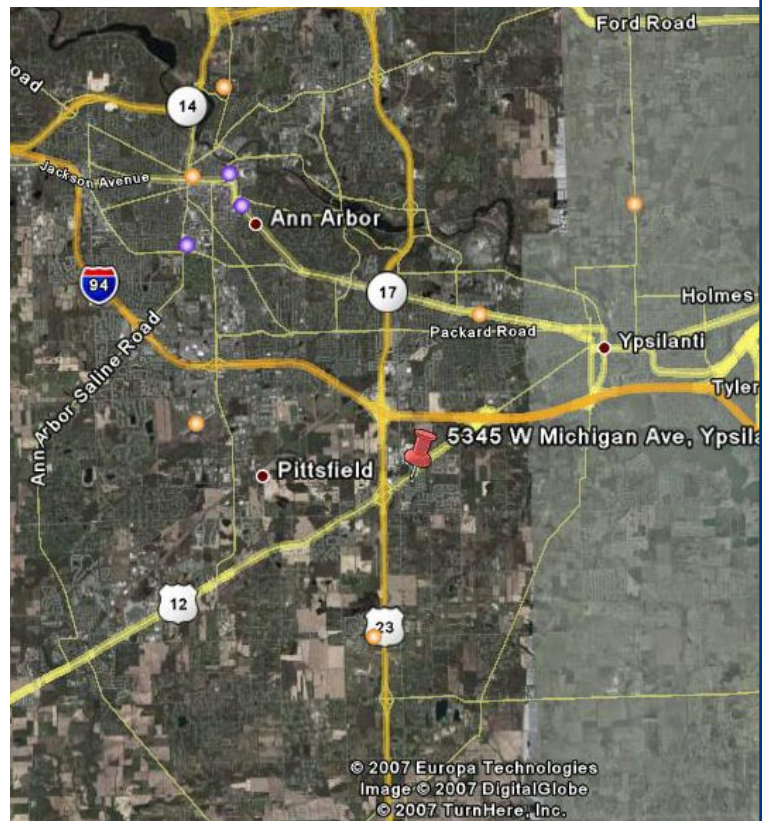 Ford Road
oad
14
Jackson Avenue
Ann Arbor
94
17
Holmes
Packard Road
Ypsilanti
Ann Arbor Saline Road
Tyler
5345 W Michigan Ave, Ypsila
Pittsfield
12
23
© 2007 Europa Technologies
Image © 2007 DigitalGlobe
© 2007 TurnHere, Inc.